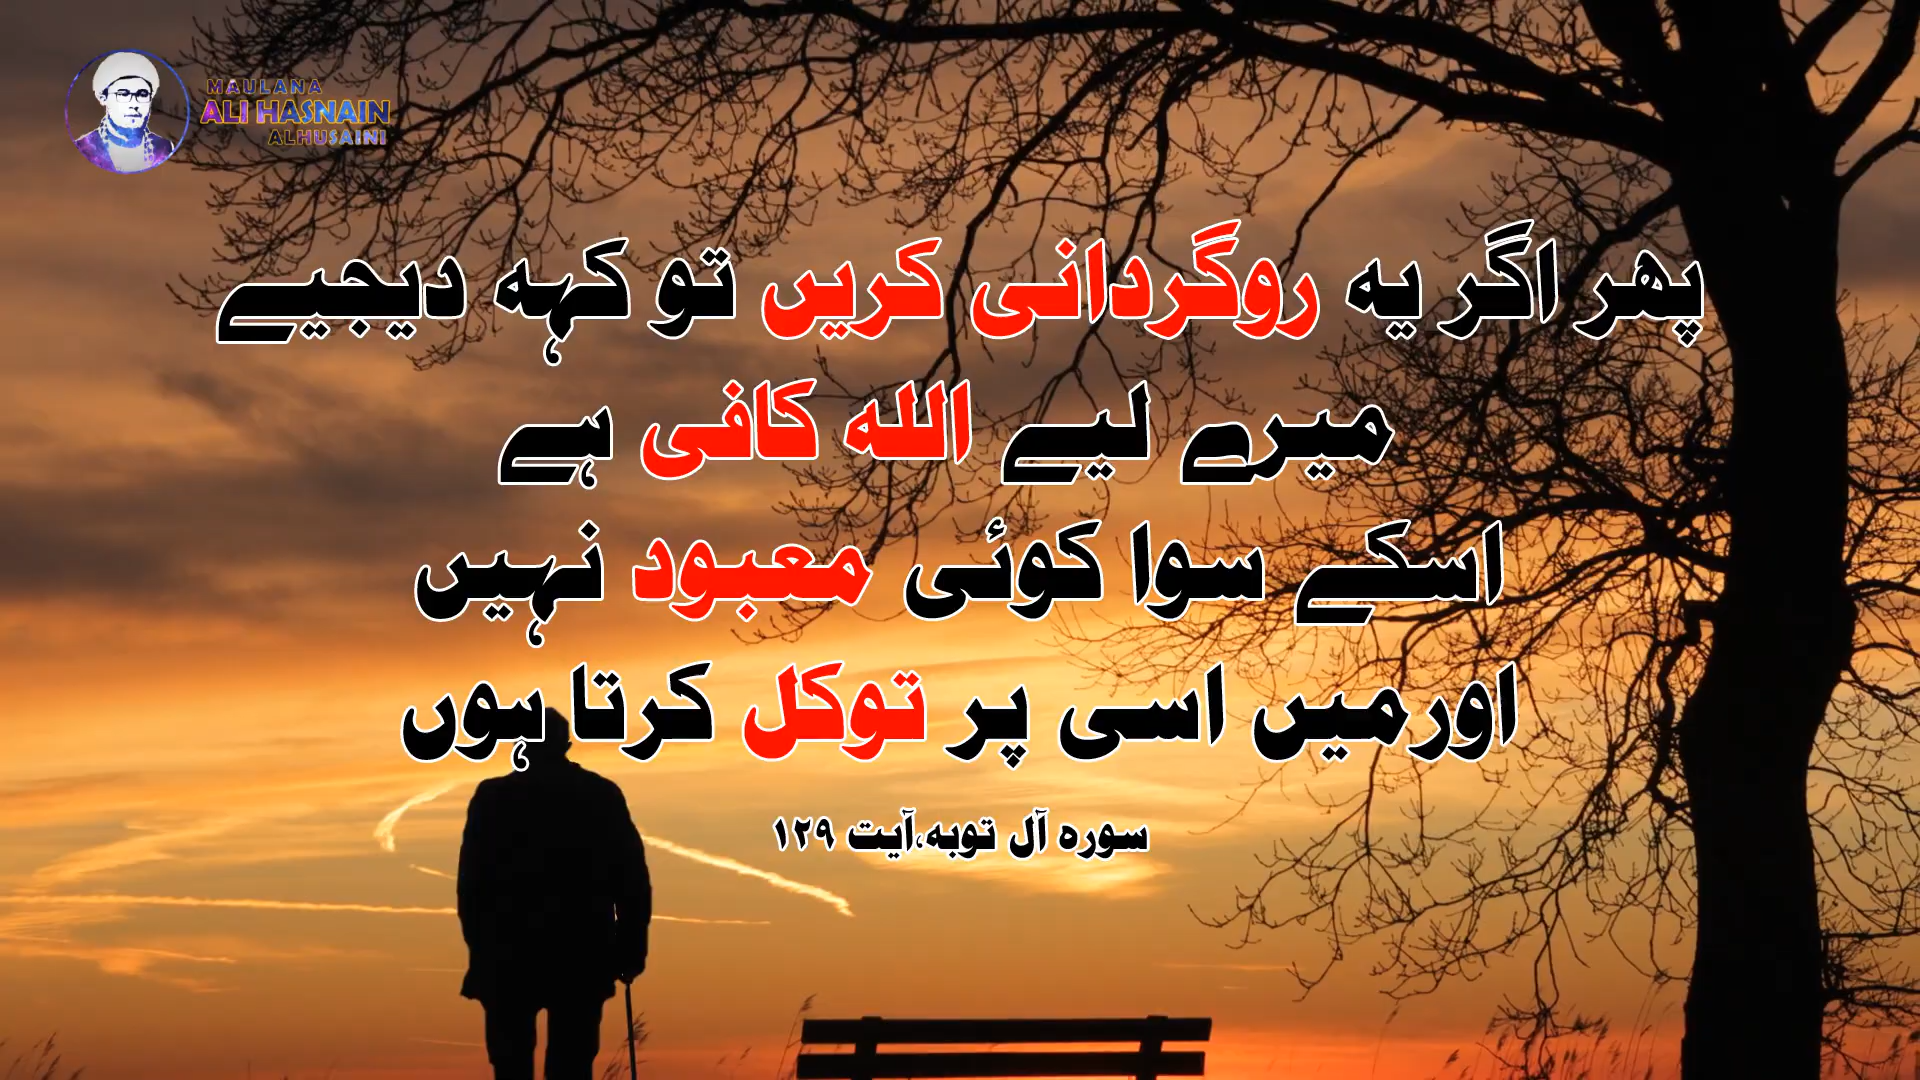 MAULANA
ALI HASNAIN
ALHUSAINI
پھر اگر یہ روگردانی کریں تو کہہ دیجیے
میرے لیے اللہ کافی ہے
اسکے سوا کوئی معبود نہیں
اورمیں اسی پر توکل کرتا ہوں
سورہ آل توبہ،آیت ۱۲۹